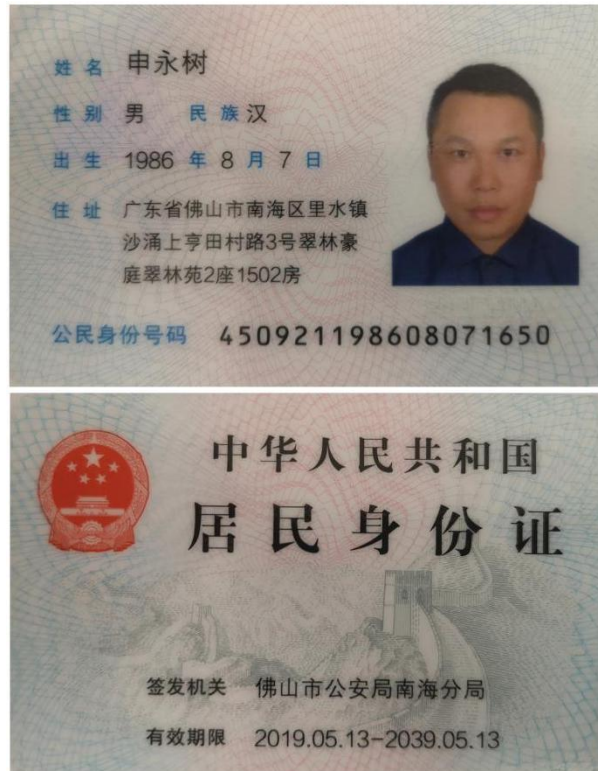 姓名 申永树
性别 男 民族 汉
出生 1986 年 8 月 7 日
住址 广东省佛山市南海区里水镇
沙涌上亨田村路3号翠林豪
庭翠林苑2座1502房
公民身份号码 450921198608071650
中华人民共和国
居民身份证
签发机关 佛山市公安局南海分局
有效期限 2019.05.13-2039.05.13